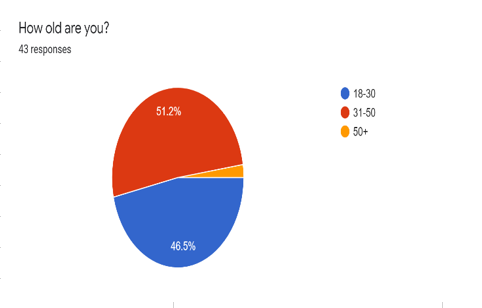 How old are you?
43 responses
51.2%
46.5%
18-30
31-50
50+